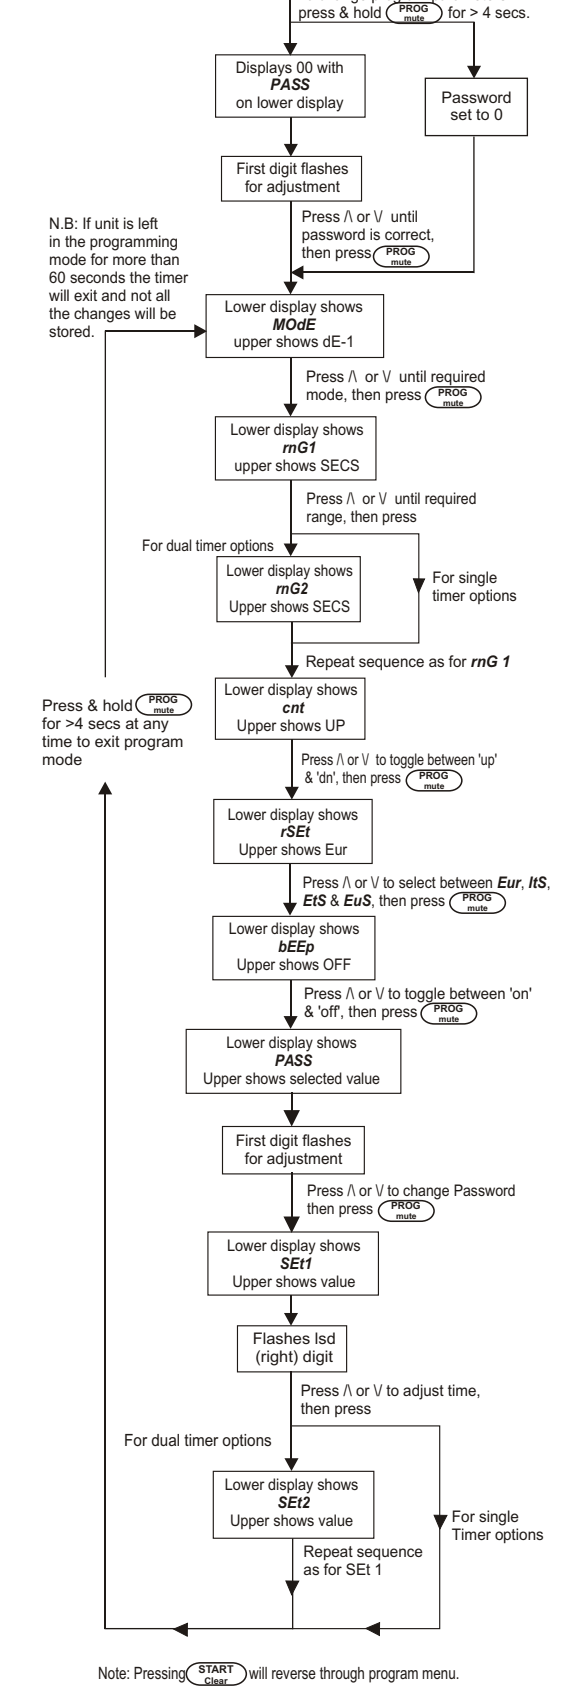 press & hold PROG mute for > 4 secs.
Displays 00 with
PASS
on lower display
Password
set to 0
First digit flashes
for adjustment
Press /\ or \/ until
password is correct,
then press PROG mute
N.B: If unit is left
in the programming
mode for more than
60 seconds the timer
will exit and not all
the changes will be
stored.
Lower display shows
MOdE
upper shows dE-1
Press /\ or \/ until required
mode, then press PROG mute
Lower display shows
rnG1
upper shows SECS
Press /\ or \/ until required
range, then press
For dual timer options
Lower display shows
rnG2
Upper shows SECS
For single
timer options
Repeat sequence as for rnG 1
Lower display shows
cnt
Upper shows UP
Press & hold PROG mute
for >4 secs at any
time to exit program
mode
Press /\ or \/ to toggle between 'up'
& 'dn', then press PROG mute
Lower display shows
rSEt
Upper shows Eur
Press /\ or \/ to select between Eur, ItS,
EtS & EuS, then press PROG mute
Lower display shows
bEEp
Upper shows OFF
Press /\ or \/ to toggle between 'on'
& 'off', then press PROG mute
Lower display shows
PASS
Upper shows selected value
First digit flashes
for adjustment
Press /\ or \/ to change Password
then press PROG mute
Lower display shows
SEt1
Upper shows value
Flashes lsd
(right) digit
Press /\ or \/ to adjust time,
then press
For dual timer options
Lower display shows
SEt2
Upper shows value
For single
Timer options
Repeat sequence
as for SEt 1
Note: Pressing START Clear will reverse through program menu.